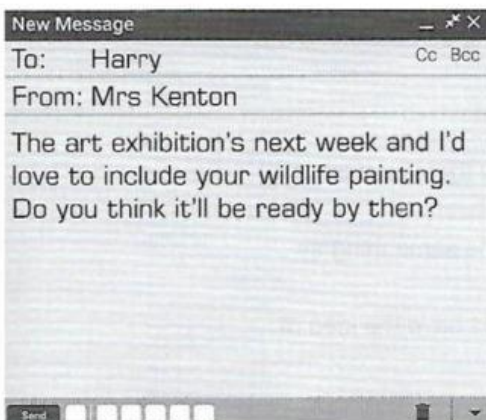 New Message
To: Harry Cc Bcc
From: Mrs Kenton
The art exhibition's next week and I'd
love to include your wildlife painting.
Do you think it'll be ready by then?
Send